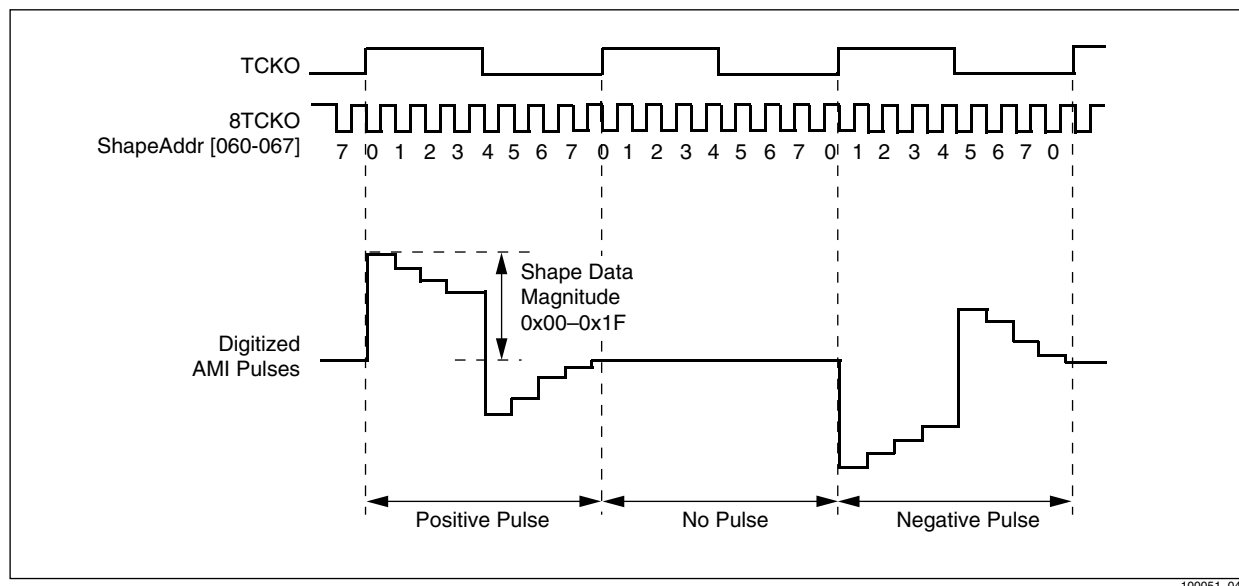 TCKO
8TCKO
ShapeAddr [060-067]
7 0 1 2 3 4 5 6 7 0 1 2 3 4 5 6 7 0 1 2 3 4 5 6 7 0
Shape Data
Magnitude
0x00–0x1F
Digitized
AMI Pulses
Positive Pulse
No Pulse
Negative Pulse
100051_04